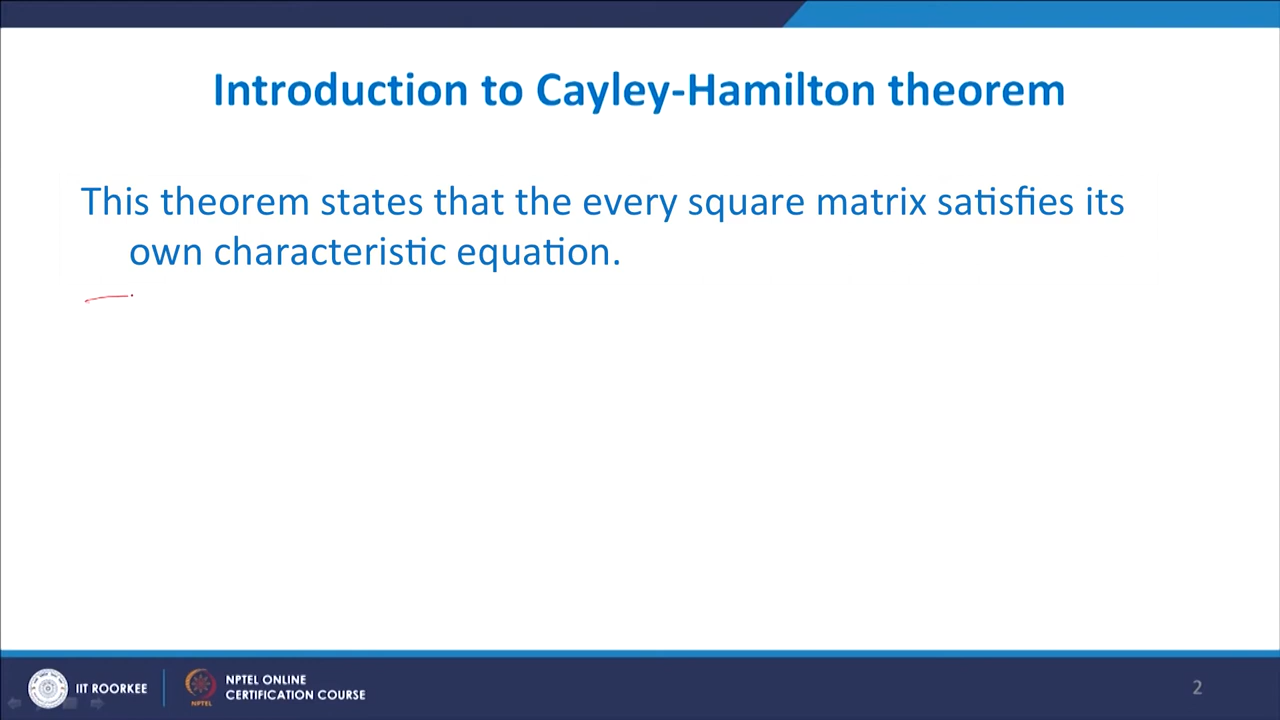 Introduction to Cayley-Hamilton theorem
This theorem states that the every square matrix satisfies its
own characteristic equation.
IIT ROORKEE
NPTEL
NPTEL ONLINE
CERTIFICATION COURSE
2